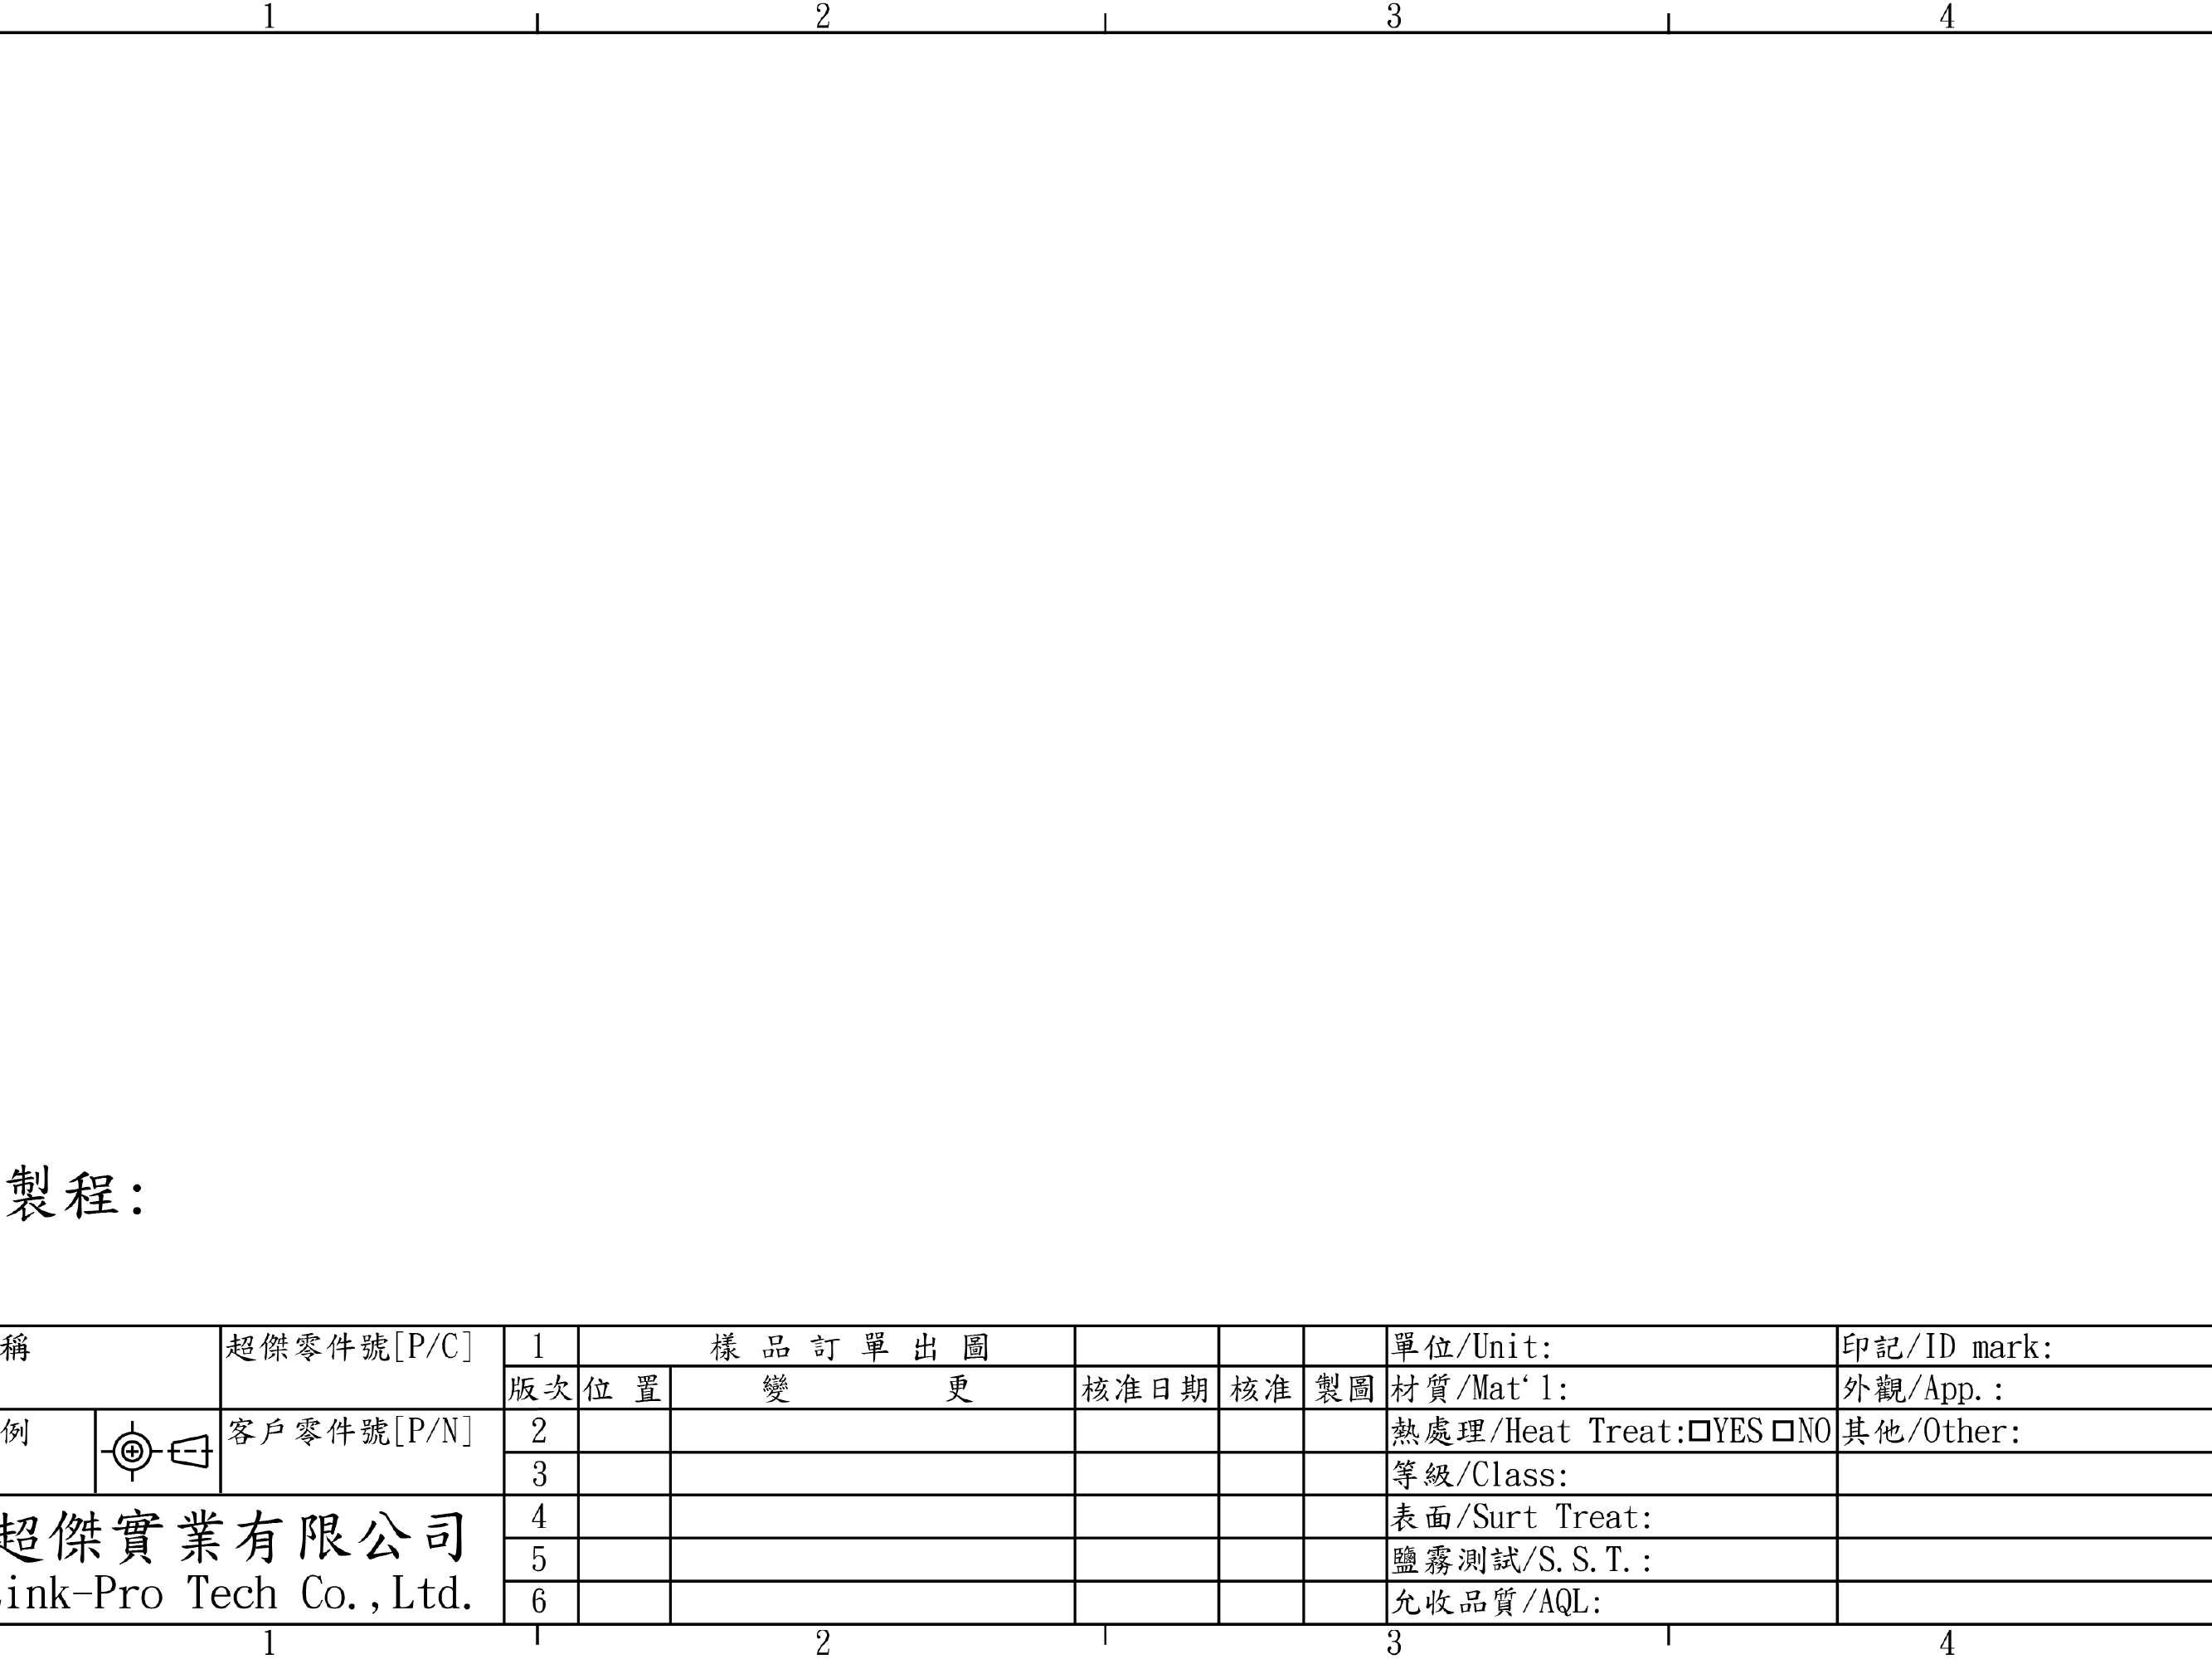 1 2 3 4
製程:
稱
超傑零件號[P/C]
1 樣品訂單出圖
單位/Unit:
印記/ID mark:
版次 位置 變更 核准日期 核准 製圖
材質/Mat‘l:
外觀/App.:
例
客戶零件號[P/N]
2
熱處理/Heat Treat:□YES □NO
其他/Other:
3
等級/Class:
超傑實業有限公司
4
表面/Surt Treat:
5
鹽霧測試/S.S.T.:
ink-Pro Tech Co.,Ltd.
6
允收品質/AQL:
1 2 3 4